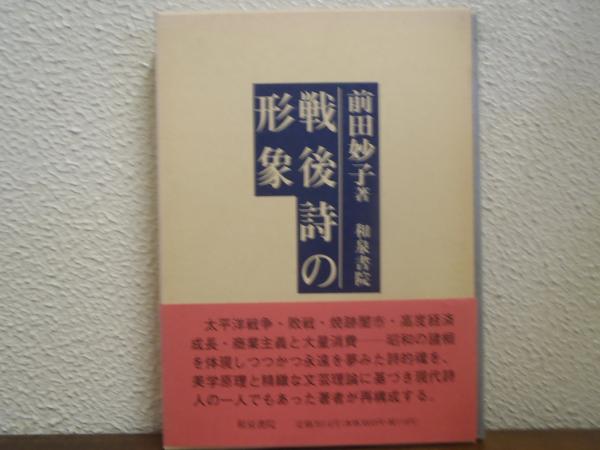 前田妙子著 和泉書院
戦後詩の
形象
太平洋戦争・敗戦・焼跡闇市・高度経済
成長・商業主義と大量消費──昭和の諸相
を体現しつつかつ永遠を夢みた詩的魂を、
美学原理と精緻な文芸理論に基づき現代詩
人の一人でもあった著者が再構成する。
和泉書院